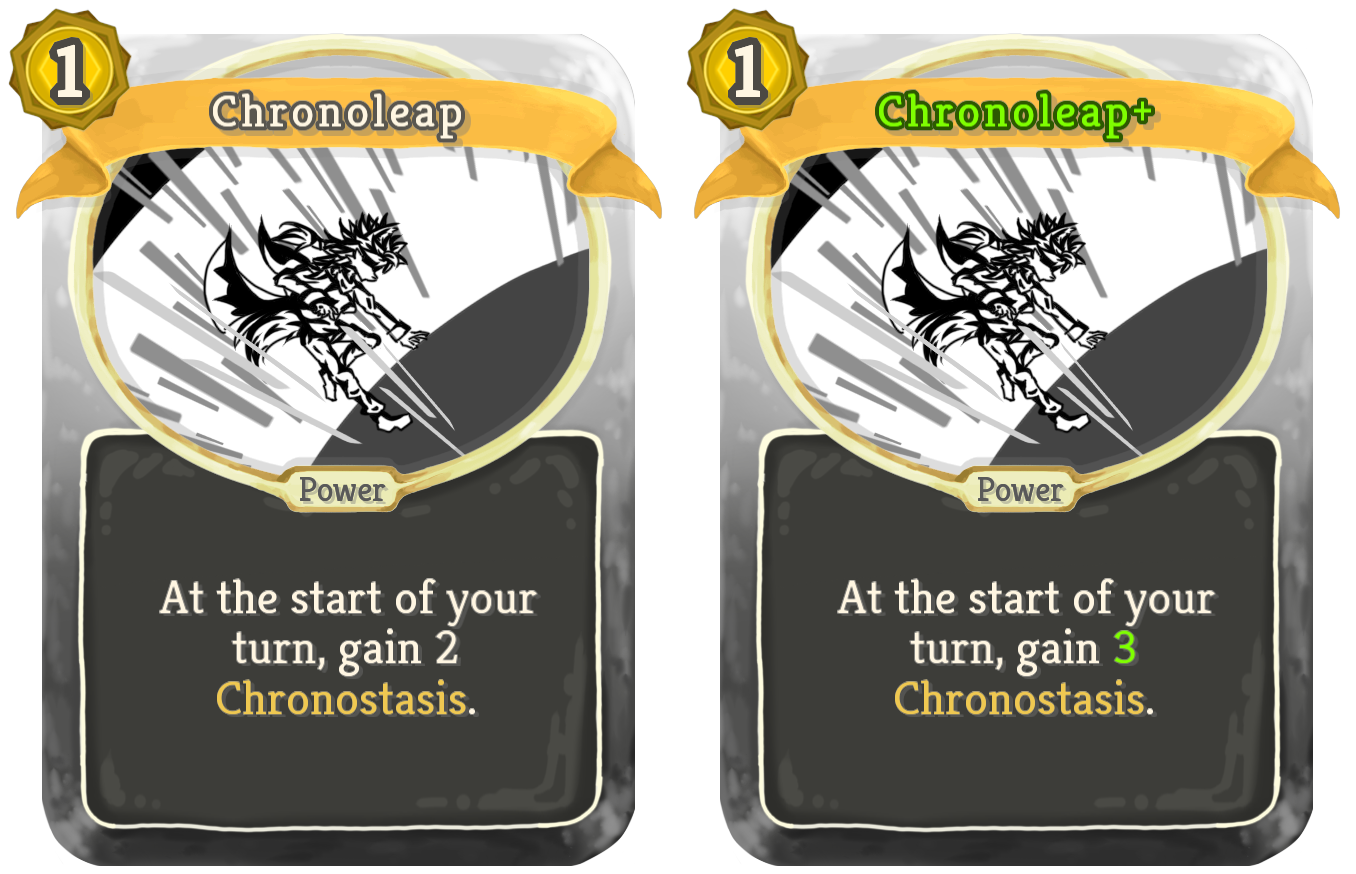 1
Chronoleap
Power
At the start of your
turn, gain 2
Chronostasis.
1
Chronoleap+
Power
At the start of your
turn, gain 3
Chronostasis.